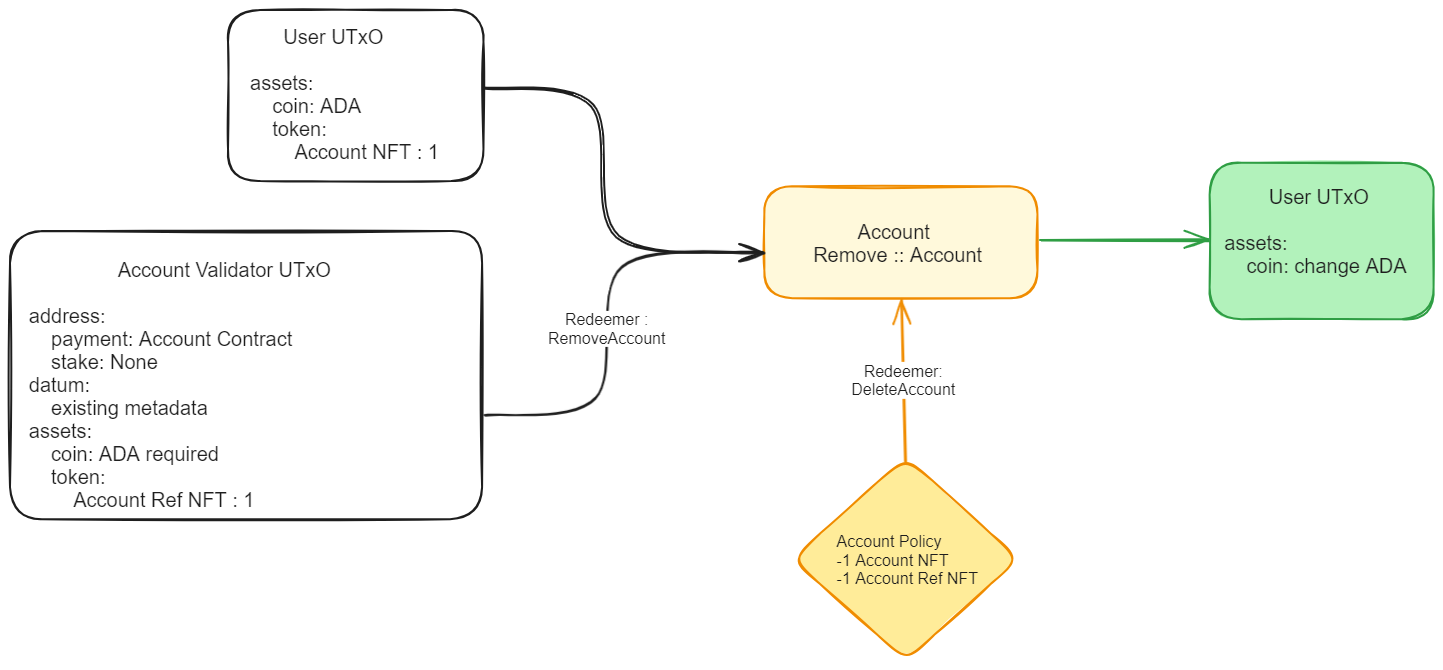 User UTxO
assets:
coin: ADA
token:
Account NFT : 1
Account Validator UTxO
address:
payment: Account Contract
stake: None
datum:
existing metadata
assets:
coin: ADA required
token:
Account Ref NFT : 1
Redeemer :
RemoveAccount
Account
Remove :: Account
Redeemer:
DeleteAccount
Account Policy
-1 Account NFT
-1 Account Ref NFT
User UTxO
assets:
coin: change ADA